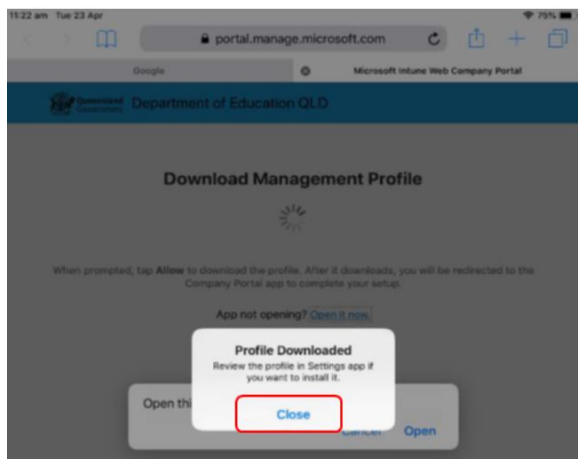 11:22 am Tue 23 Apr
75%
portal.manage.microsoft.com
Google
Microsoft Intune Web Company Portal
Queensland
Government
Department of Education QLD
Download Management Profile
When prompted, tap Allow to download the profile. After it downloads, you will be redirected to the
Company Portal app to complete your setup.
App not opening? Open it now.
Profile Downloaded
Review the profile in Settings app if
you want to install it.
Open thi
Close
Cancel
Open